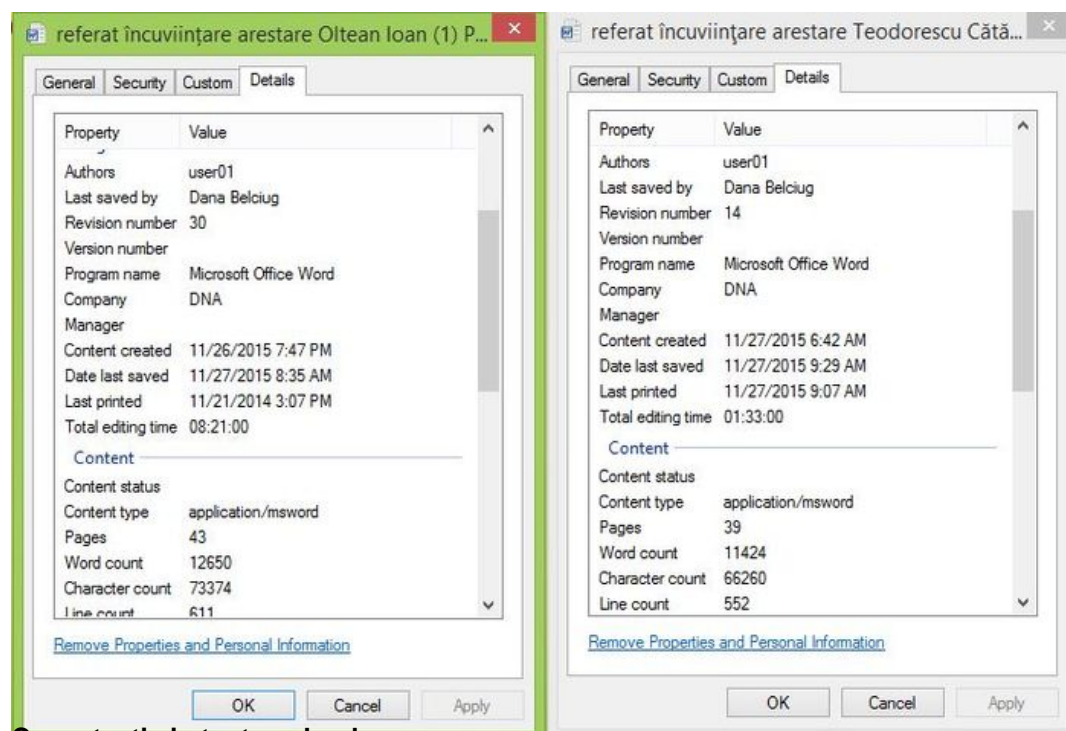 referat încuviințare arestare Oltean Ioan (1) P...
General Security Custom Details
Property Value
Authors user01
Last saved by Dana Belciug
Revision number 30
Version number
Program name Microsoft Office Word
Company DNA
Manager
Content created 11/26/2015 7:47 PM
Date last saved 11/27/2015 8:35 AM
Last printed 11/21/2014 3:07 PM
Total editing time 08:21:00
Content
Content status
Content type application/msword
Pages 43
Word count 12650
Character count 73374
Line count 611
Remove Properties and Personal Information
OK Cancel Apply
referat încuviinţare arestare Teodorescu Cătă...
General Security Custom Details
Property Value
Authors user01
Last saved by Dana Belciug
Revision number 14
Version number
Program name Microsoft Office Word
Company DNA
Manager
Content created 11/27/2015 6:42 AM
Date last saved 11/27/2015 9:29 AM
Last printed 11/27/2015 9:07 AM
Total editing time 01:33:00
Content
Content status
Content type application/msword
Pages 39
Word count 11424
Character count 66260
Line count 552
Remove Properties and Personal Information
OK Cancel Apply